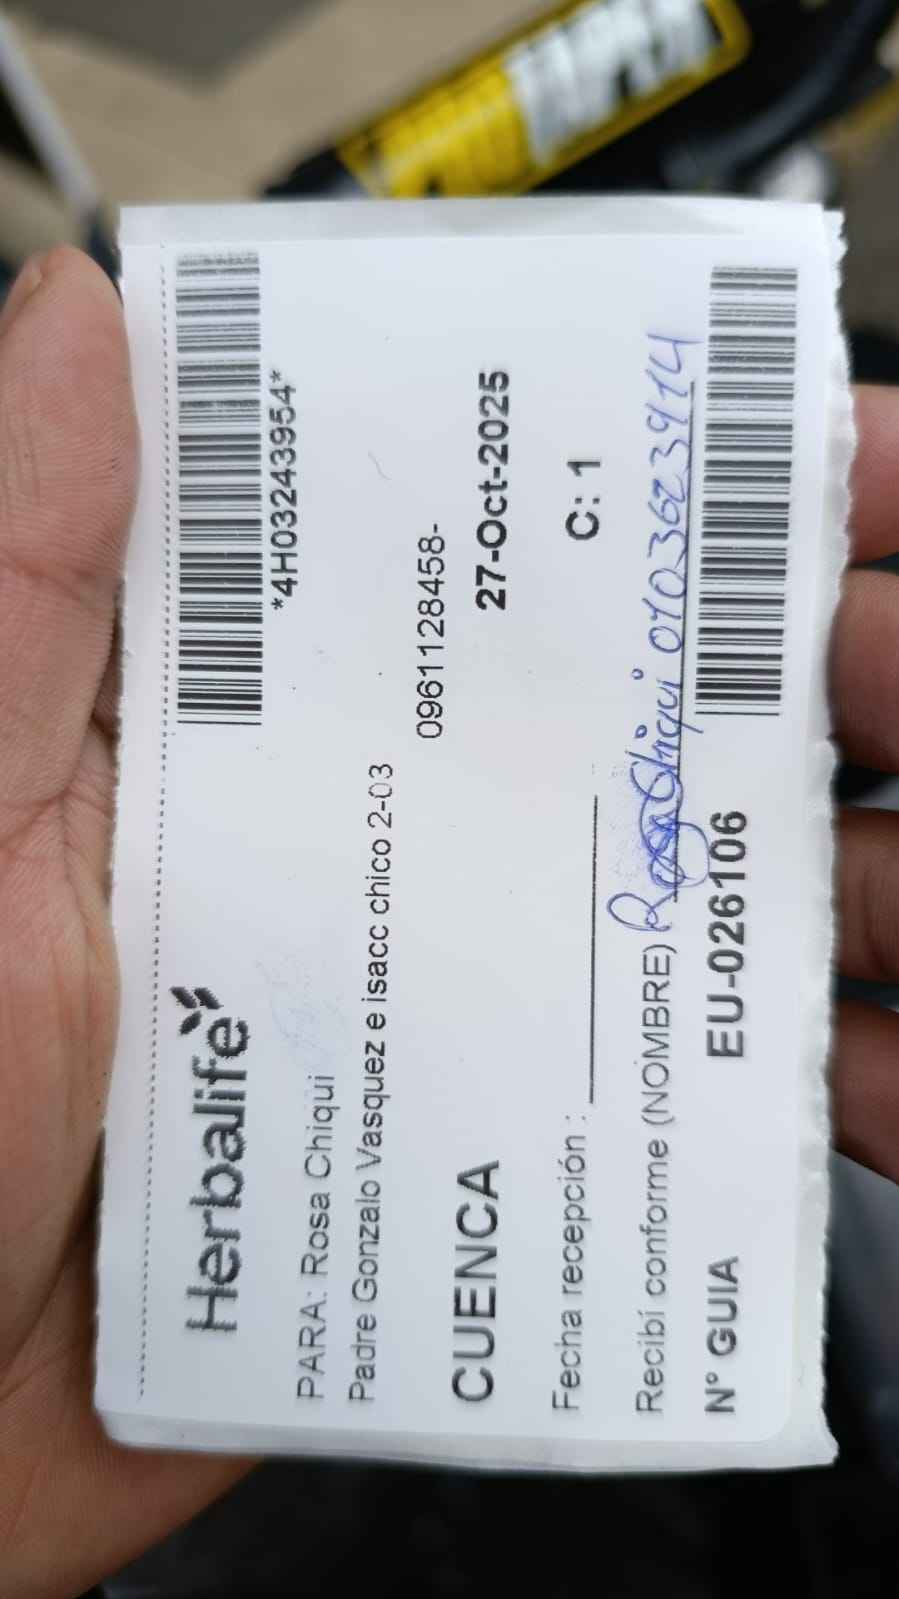 Herbalife
*4H03243954*
PARA: Rosa Chiqui
Padre Gonzalo Vasquez e isacc chico 2-03
0961128458-
CUENCA
27-Oct-2025
Fecha recepción :
C: 1
Recibí conforme (NOMBRE) Rosa Chiqui 0103623914
N° GUIA EU-026106